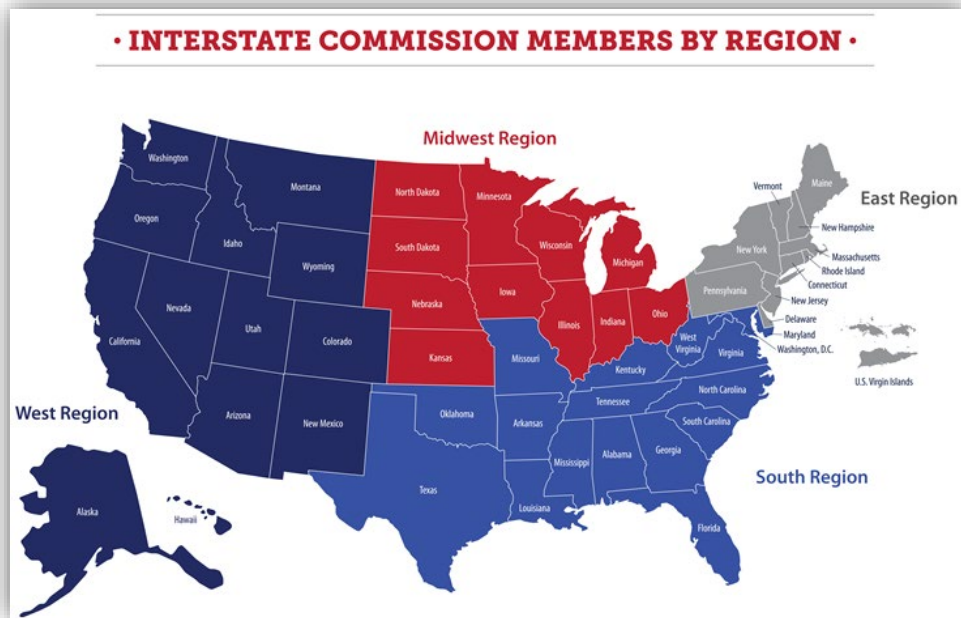 • INTERSTATE COMMISSION MEMBERS BY REGION •
Midwest Region
Washington
Montana
North Dakota
Minnesota
Vermont
Maine
East Region
Oregon
Idaho
South Dakota
Wisconsin
Michigan
New York
New Hampshire
Massachusetts
Rhode Island
Connecticut
Wyoming
Nebraska
Iowa
Pennsylvania
New Jersey
Nevada
Utah
Colorado
Illinois
Indiana
Ohio
Delaware
Maryland
Washington, D.C.
California
Kansas
Missouri
West
Virginia
Virginia
Kentucky
U.S. Virgin Islands
West Region
Arizona
New Mexico
Oklahoma
Arkansas
Tennessee
North Carolina
South Carolina
Texas
Louisiana
Mississippi
Alabama
Georgia
South Region
Florida
Alaska
Hawaii